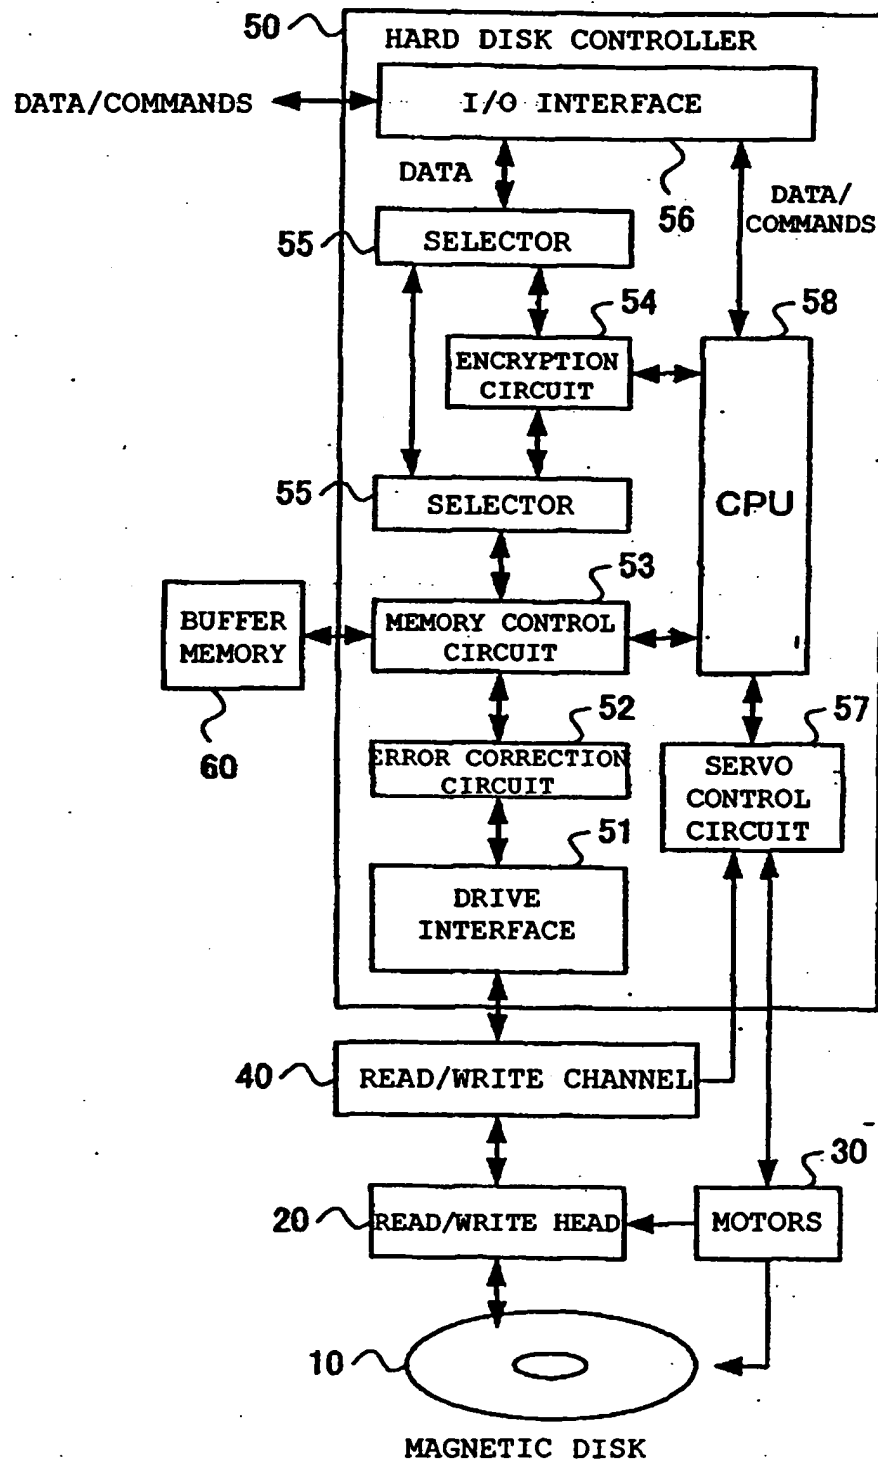 50
HARD DISK CONTROLLER
I/O INTERFACE
DATA/COMMANDS
DATA
56
DATA/
COMMANDS
55
SELECTOR
54
58
ENCRYPTION
CIRCUIT
CPU
55
SELECTOR
53
BUFFER
MEMORY
MEMORY CONTROL
CIRCUIT
60
52
57
ERROR CORRECTION
CIRCUIT
SERVO
CONTROL
CIRCUIT
51
DRIVE
INTERFACE
40
READ/WRITE CHANNEL
30
20
READ/WRITE HEAD
MOTORS
10
MAGNETIC DISK